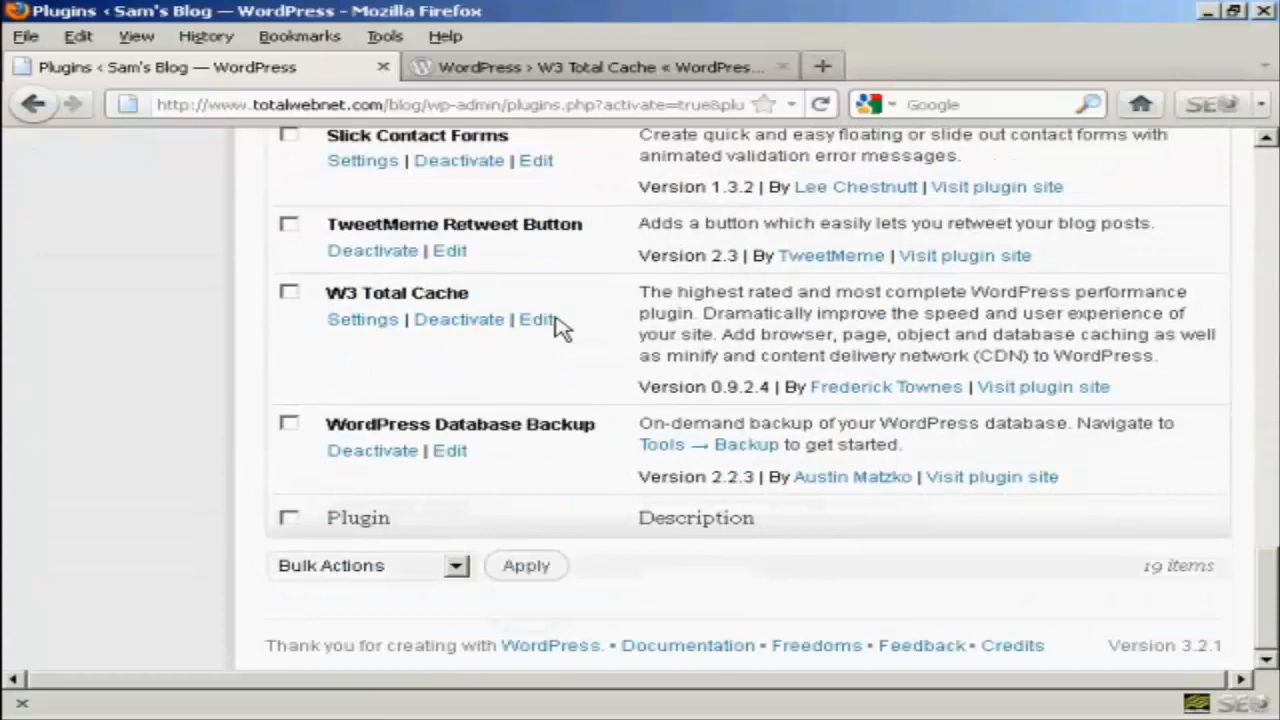 Plugins ‹ Sam's Blog — WordPress - Mozilla Firefox
File Edit View History Bookmarks Tools Help
Plugins ‹ Sam's Blog — WordPress × WordPress › W3 Total Cache « WordPres... × +
http://www.totalwebnet.com/blog/wp-admin/plugins.php?activate=true&plu Google SEO
Slick Contact Forms
Settings | Deactivate | Edit
Create quick and easy floating or slide out contact forms with
animated validation error messages.
Version 1.3.2 | By Lee Chestnutt | Visit plugin site
TweetMeme Retweet Button
Deactivate | Edit
Adds a button which easily lets you retweet your blog posts.
Version 2.3 | By TweetMeme | Visit plugin site
W3 Total Cache
Settings | Deactivate | Edit
The highest rated and most complete WordPress performance
plugin. Dramatically improve the speed and user experience of
your site. Add browser, page, object and database caching as well
as minify and content delivery network (CDN) to WordPress.
Version 0.9.2.4 | By Frederick Townes | Visit plugin site
WordPress Database Backup
Deactivate | Edit
On-demand backup of your WordPress database. Navigate to
Tools → Backup to get started.
Version 2.2.3 | By Austin Matzko | Visit plugin site
Plugin Description
Bulk Actions Apply 19 items
Thank you for creating with WordPress. • Documentation • Freedoms • Feedback • Credits Version 3.2.1
× SEO